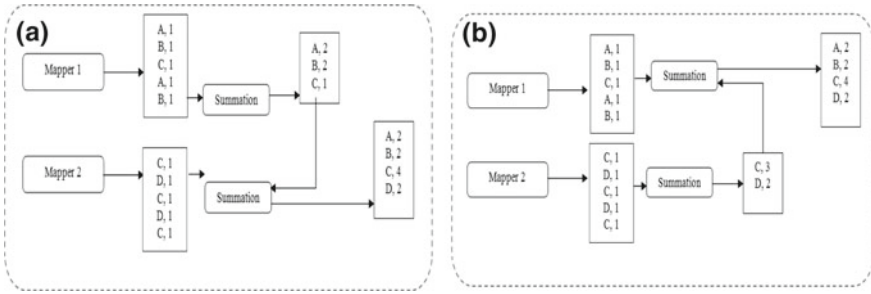 (a)
Mapper 1
A, 1
B, 1
C, 1
A, 1
B, 1
Summation
A, 2
B, 2
C, 1
Mapper 2
C, 1
D, 1
C, 1
D, 1
C, 1
Summation
A, 2
B, 2
C, 4
D, 2
(b)
Mapper 1
A, 1
B, 1
C, 1
A, 1
B, 1
Summation
A, 2
B, 2
C, 4
D, 2
Mapper 2
C, 1
D, 1
C, 1
D, 1
C, 1
Summation
C, 3
D, 2